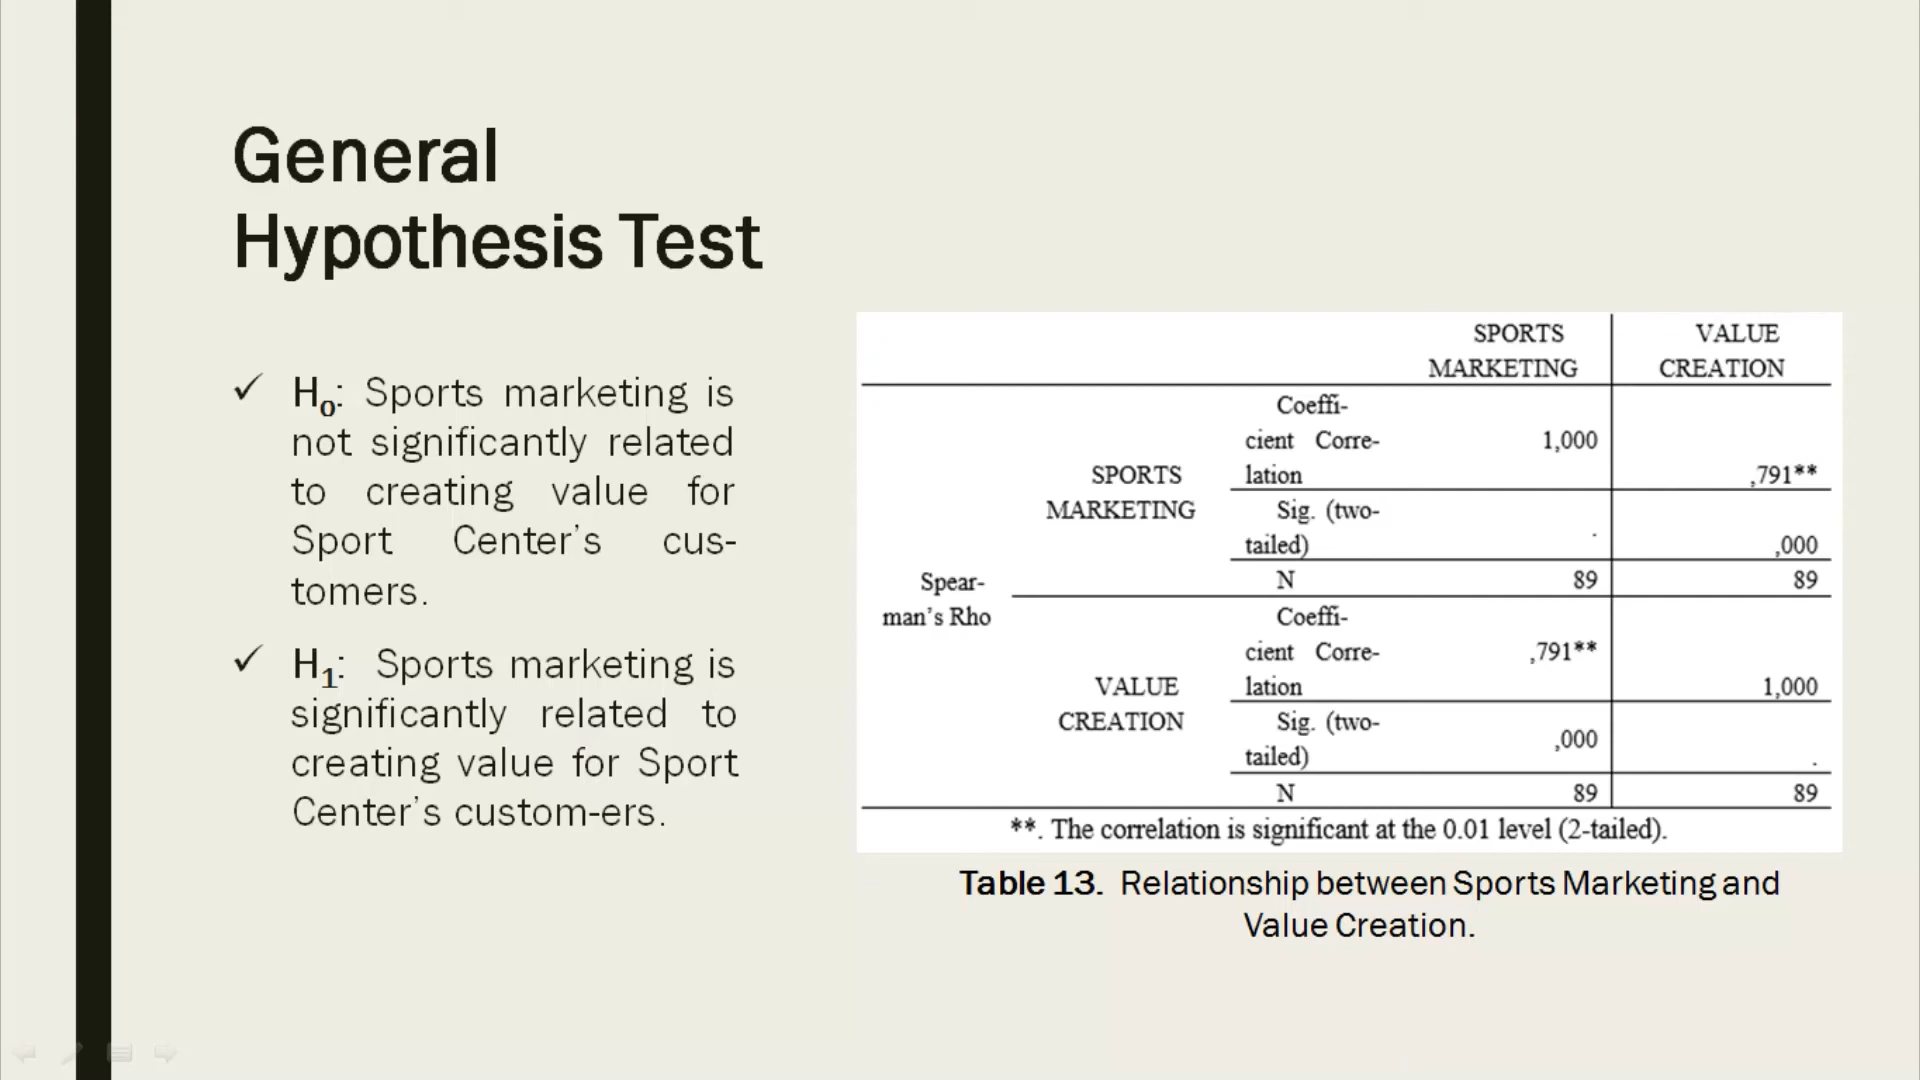 General
Hypothesis Test
✓ H₀: Sports marketing is
not significantly related
to creating value for
Sport Center's cus-
tomers.
✓ H₁: Sports marketing is
significantly related to
creating value for Sport
Center's custom-ers.
SPORTS
MARKETING
VALUE
CREATION
Spear-
man's Rho
SPORTS
MARKETING
Coeffi-
cient Corre-
lation
1,000
,791**
Sig. (two-
tailed)
.
,000
N 89 89
VALUE
CREATION
Coeffi-
cient Corre-
lation
,791**
1,000
Sig. (two-
tailed)
,000
.
N 89 89
**. The correlation is significant at the 0.01 level (2-tailed).
Table 13. Relationship between Sports Marketing and
Value Creation.